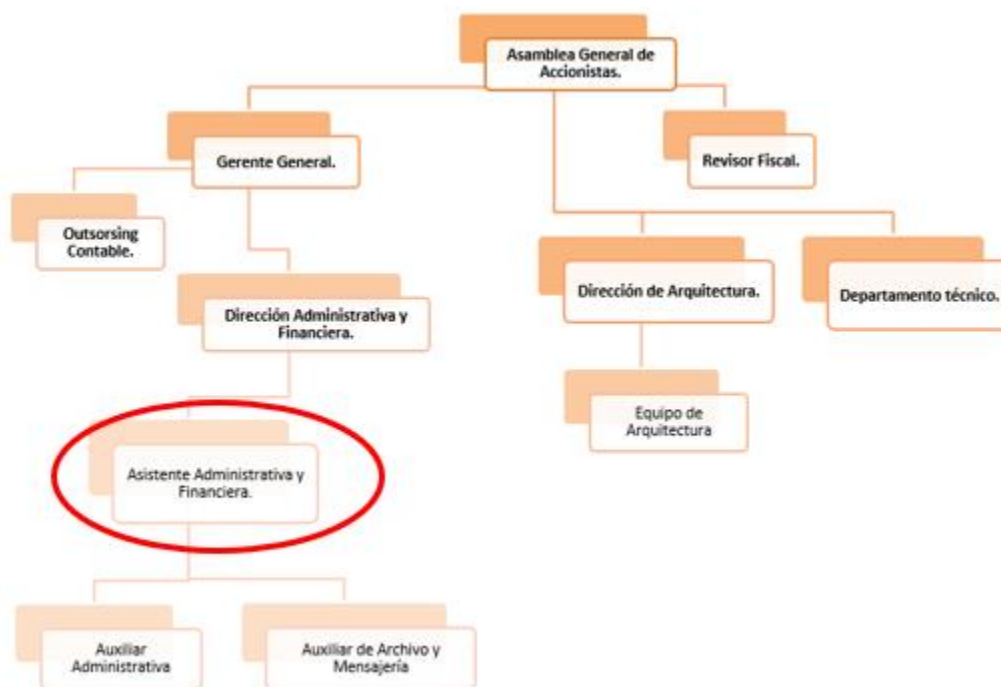 Asamblea General de
Accionistas.
Gerente General.
Revisor Fiscal.
Outsorsing
Contable.
Dirección de Arquitectura.
Departamento técnico.
Dirección Administrativa y
Financiera.
Equipo de
Arquitectura
Asistente Administrativa y
Financiera.
Auxiliar
Administrativa
Auxiliar de Archivo y
Mensajería